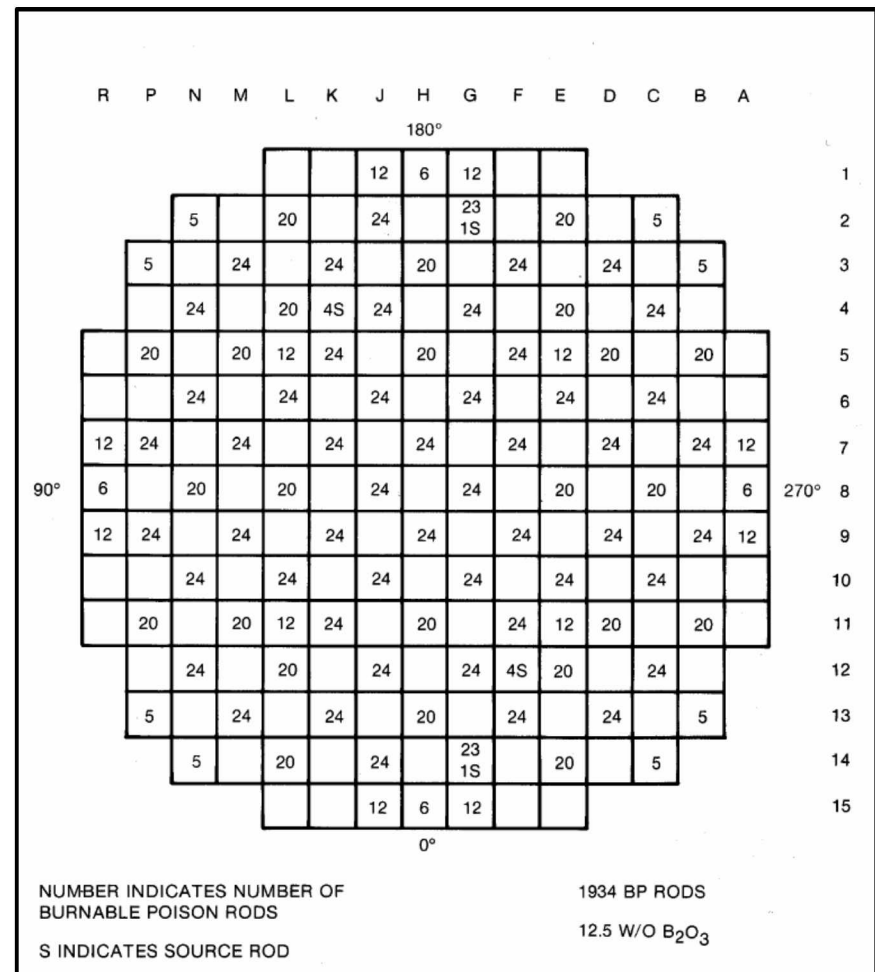 R P N M L K J H G F E D C B A
180°
12 6 12 1
5 20 24 23 1S 20 5 2
5 24 24 20 24 24 5 3
24 20 4S 24 24 20 24 4
20 20 12 24 20 24 12 20 20 5
24 24 24 24 24 24 6
12 24 24 24 24 24 24 24 12 7
90° 6 20 20 24 24 20 20 6 270° 8
12 24 24 24 24 24 24 24 12 9
24 24 24 24 24 24 10
20 20 12 24 20 24 12 20 20 11
24 20 24 24 4S 20 24 12
5 24 24 20 24 24 5 13
5 20 24 23 1S 20 5 14
12 6 12 15
0°
NUMBER INDICATES NUMBER OF
BURNABLE POISON RODS
S INDICATES SOURCE ROD
1934 BP RODS
12.5 W/O B₂O₃